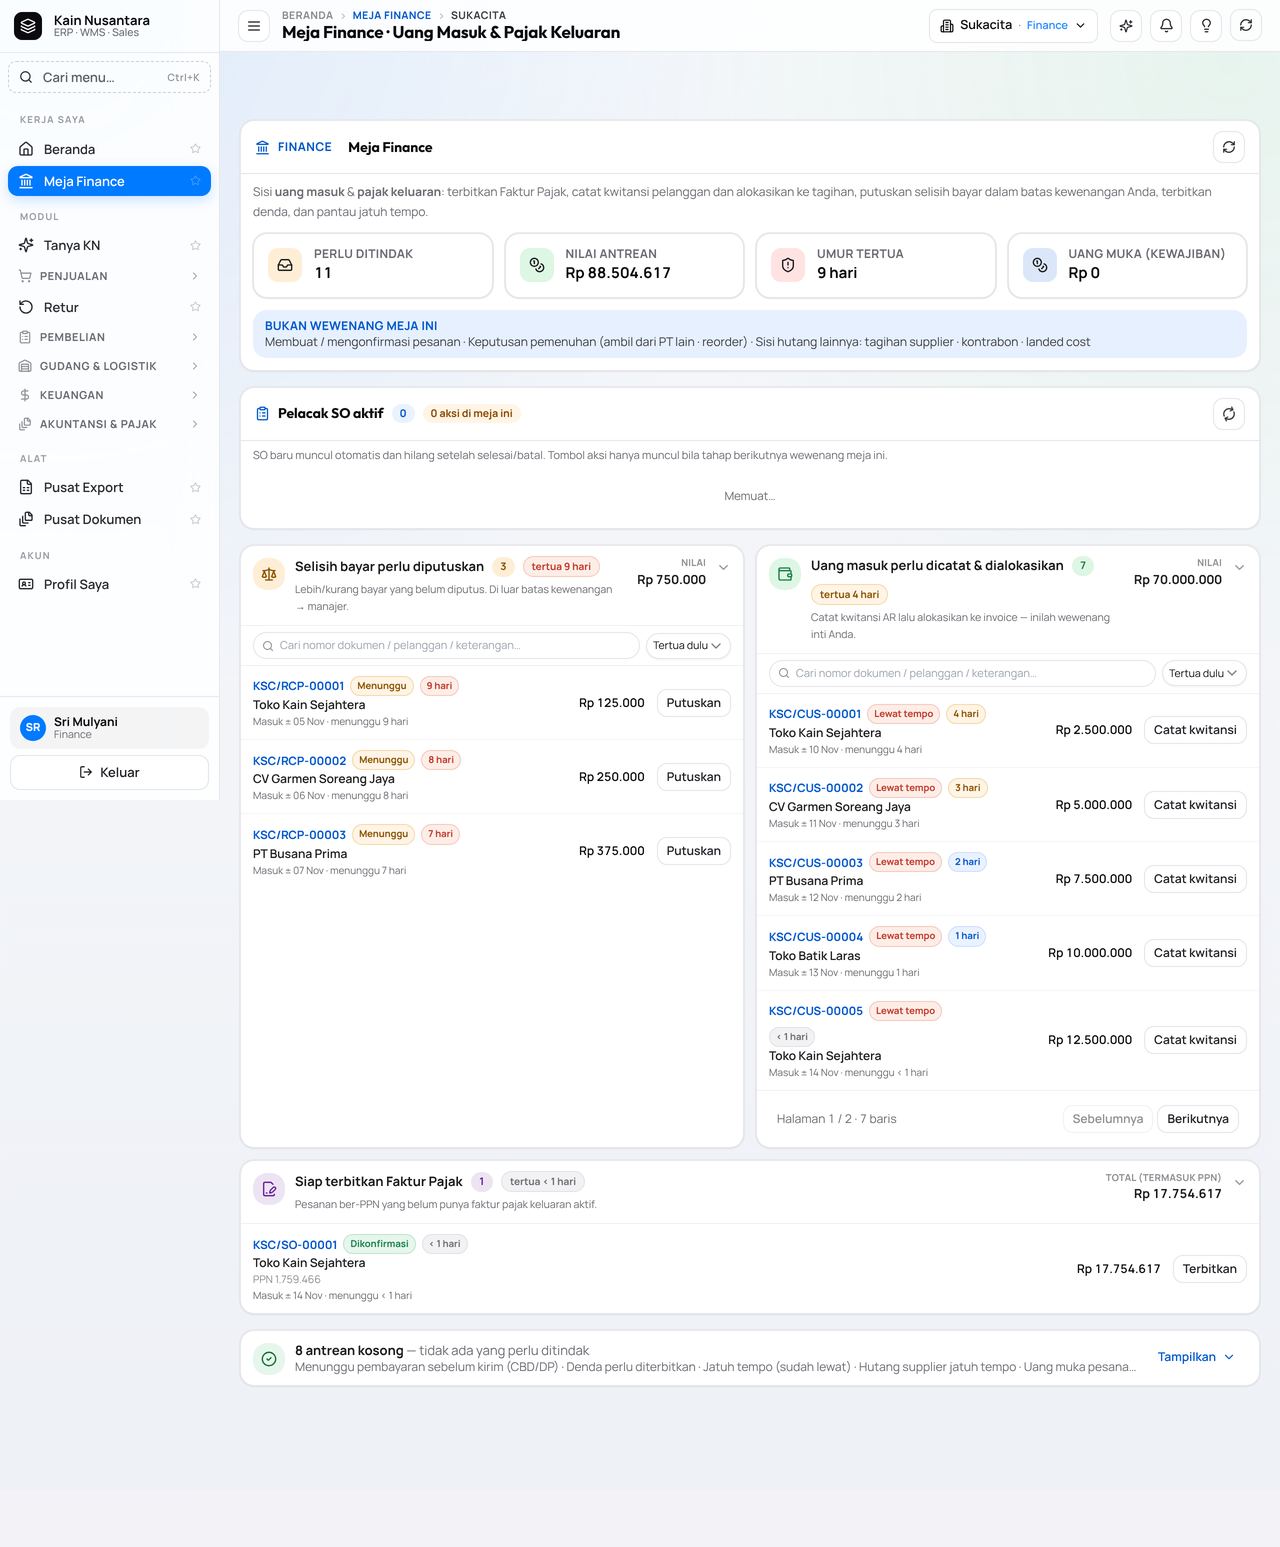 Kain Nusantara
ERP · WMS · Sales
Cari menu... Ctrl+K
KERJA SAYA
Beranda
Meja Finance
MODUL
Tanya KN
PENJUALAN
Retur
PEMBELIAN
GUDANG & LOGISTIK
KEUANGAN
AKUNTANSI & PAJAK
ALAT
Pusat Export
Pusat Dokumen
AKUN
Profil Saya
SR Sri Mulyani
Finance
Keluar
BERANDA > MEJA FINANCE > SUKACITA
Meja Finance · Uang Masuk & Pajak Keluaran
Sukacita · Finance
FINANCE Meja Finance
Sisi uang masuk & pajak keluaran: terbitkan Faktur Pajak, catat kwitansi pelanggan dan alokasikan ke tagihan, putuskan selisih bayar dalam batas kewenangan Anda, terbitkan
denda, dan pantau jatuh tempo.
PERLU DITINDAK
11
NILAI ANTREAN
Rp 88.504.617
UMUR TERTUA
9 hari
UANG MUKA (KEWAJIBAN)
Rp 0
BUKAN WEWENANG MEJA INI
Membuat / mengonfirmasi pesanan · Keputusan pemenuhan (ambil dari PT lain · reorder) · Sisi hutang lainnya: tagihan supplier · kontrabon · landed cost
Pelacak SO aktif 0 0 aksi di meja ini
SO baru muncul otomatis dan hilang setelah selesai/batal. Tombol aksi hanya muncul bila tahap berikutnya wewenang meja ini.
Memuat...
Selisih bayar perlu diputuskan 3 tertua 9 hari
Lebih/kurang bayar yang belum diputus. Di luar batas kewenangan
→ manajer.
NILAI
Rp 750.000
Cari nomor dokumen / pelanggan / keterangan... Tertua dulu
KSC/RCP-00001 Menunggu 9 hari
Toko Kain Sejahtera
Masuk ± 05 Nov · menunggu 9 hari
Rp 125.000 Putuskan
KSC/RCP-00002 Menunggu 8 hari
CV Garmen Soreang Jaya
Masuk ± 06 Nov · menunggu 8 hari
Rp 250.000 Putuskan
KSC/RCP-00003 Menunggu 7 hari
PT Busana Prima
Masuk ± 07 Nov · menunggu 7 hari
Rp 375.000 Putuskan
Uang masuk perlu dicatat & dialokasikan 7
tertua 4 hari
Catat kwitansi AR lalu alokasikan ke invoice — inilah wewenang
inti Anda.
NILAI
Rp 70.000.000
Cari nomor dokumen / pelanggan / keterangan... Tertua dulu
KSC/CUS-00001 Lewat tempo 4 hari
Toko Kain Sejahtera
Masuk ± 10 Nov · menunggu 4 hari
Rp 2.500.000 Catat kwitansi
KSC/CUS-00002 Lewat tempo 3 hari
CV Garmen Soreang Jaya
Masuk ± 11 Nov · menunggu 3 hari
Rp 5.000.000 Catat kwitansi
KSC/CUS-00003 Lewat tempo 2 hari
PT Busana Prima
Masuk ± 12 Nov · menunggu 2 hari
Rp 7.500.000 Catat kwitansi
KSC/CUS-00004 Lewat tempo 1 hari
Toko Batik Laras
Masuk ± 13 Nov · menunggu 1 hari
Rp 10.000.000 Catat kwitansi
KSC/CUS-00005 Lewat tempo
< 1 hari
Toko Kain Sejahtera
Masuk ± 14 Nov · menunggu < 1 hari
Rp 12.500.000 Catat kwitansi
Halaman 1 / 2 · 7 baris Sebelumnya Berikutnya
Siap terbitkan Faktur Pajak 1 tertua < 1 hari
Pesanan ber-PPN yang belum punya faktur pajak keluaran aktif.
TOTAL (TERMASUK PPN)
Rp 17.754.617
KSC/SO-00001 Dikonfirmasi < 1 hari
Toko Kain Sejahtera
PPN 1.759.466
Masuk ± 14 Nov · menunggu < 1 hari
Rp 17.754.617 Terbitkan
8 antrean kosong — tidak ada yang perlu ditindak
Menunggu pembayaran sebelum kirim (CBD/DP) · Denda perlu diterbitkan · Jatuh tempo (sudah lewat) · Hutang supplier jatuh tempo · Uang muka pesana...
Tampilkan